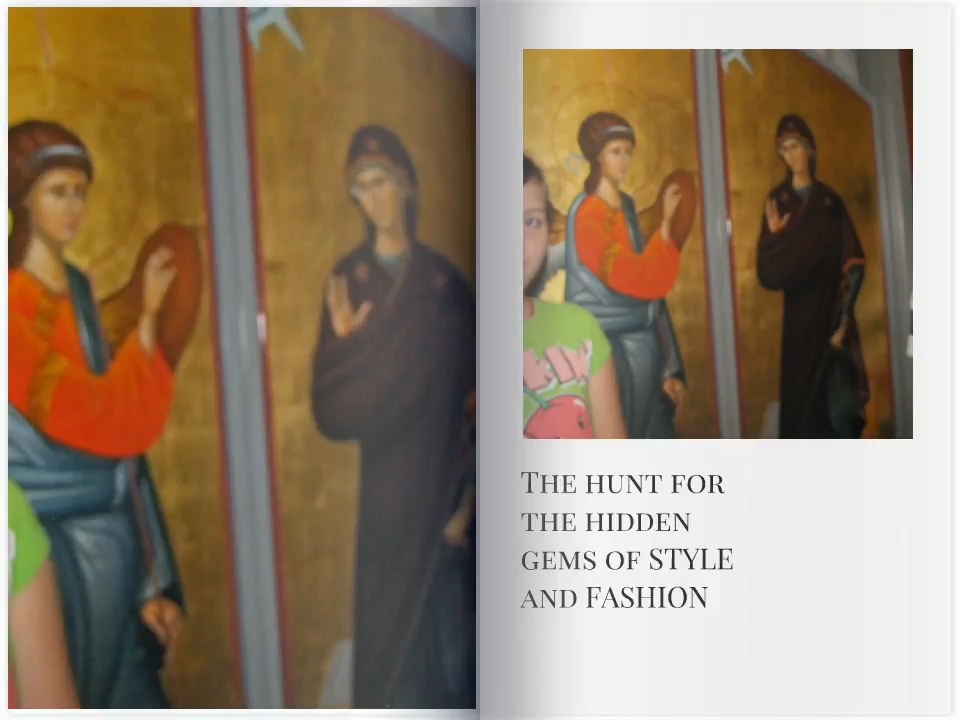 The hunt for
the hidden
gems of STYLE
and FASHION